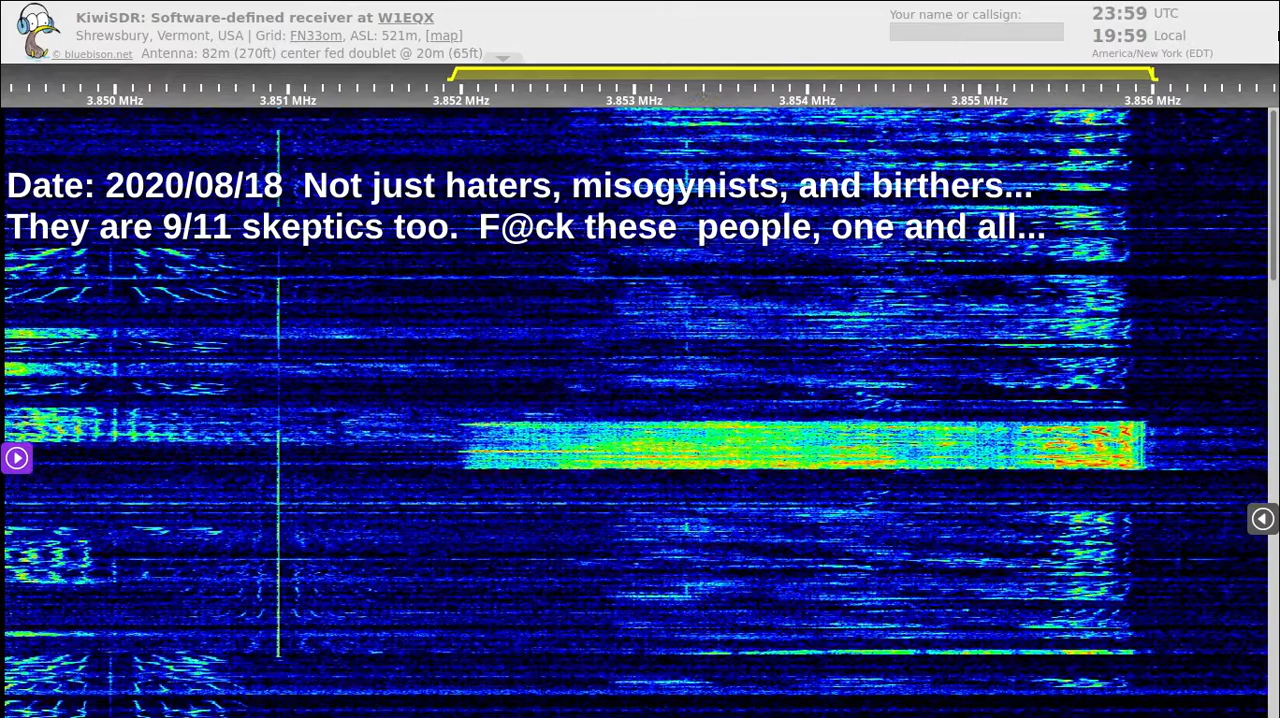 KiwiSDR: Software-defined receiver at W1EQX
Shrewsbury, Vermont, USA | Grid: FN33om, ASL: 521m, [map]
© bluebison.net Antenna: 82m (270ft) center fed doublet @ 20m (65ft)
Your name or callsign:
23:59 UTC
19:59 Local
America/New York (EDT)
3.850 MHz 3.851 MHz 3.852 MHz 3.853 MHz 3.854 MHz 3.855 MHz 3.856 MHz
Date: 2020/08/18 Not just haters, misogynists, and birthers...
They are 9/11 skeptics too. F@ck these people, one and all...